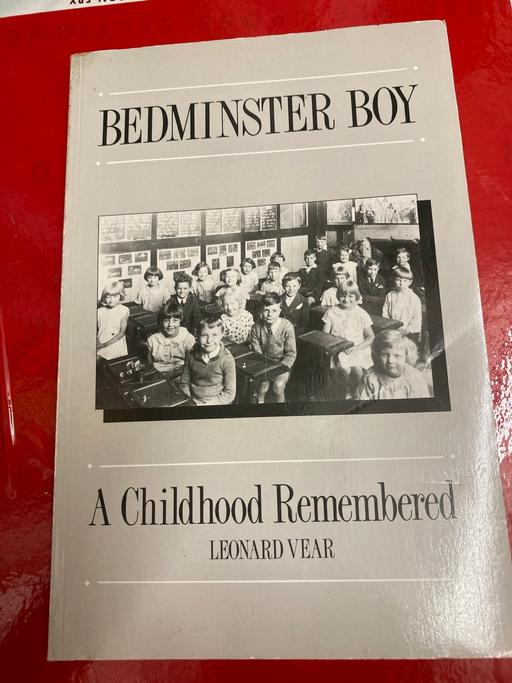 BEDMINSTER BOY
A Childhood Remembered
LEONARD VEAR